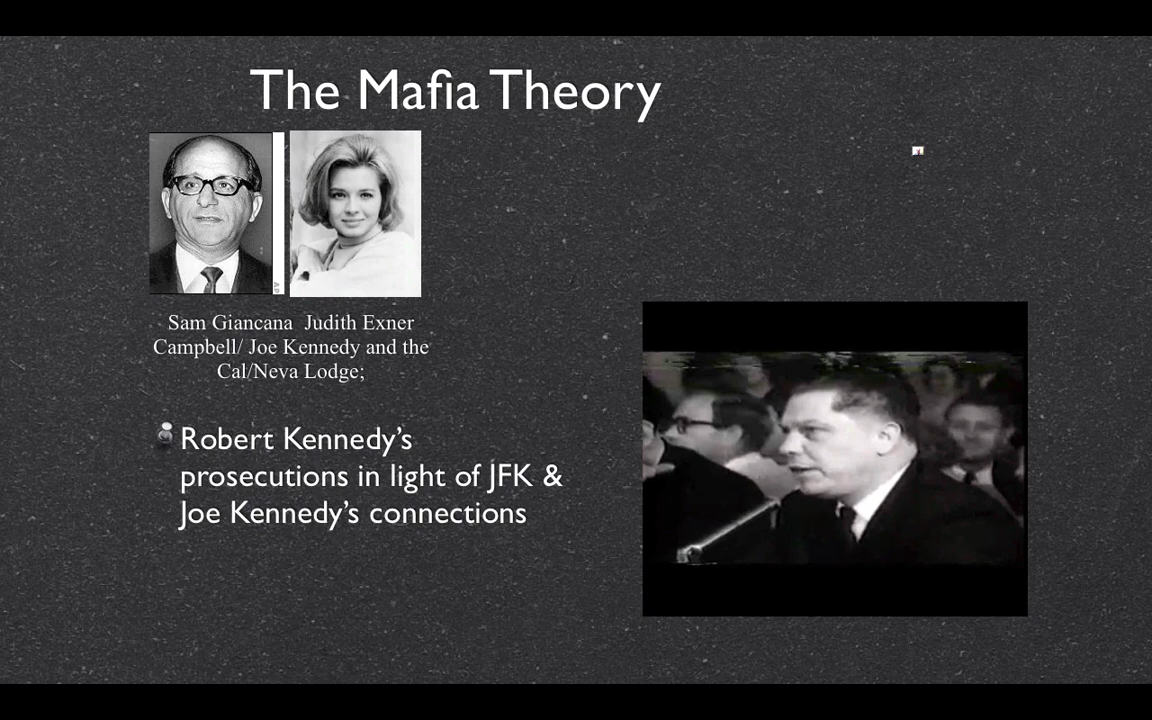 The Mafia Theory
AP
Sam Giancana  Judith Exner
Campbell/ Joe Kennedy and the
Cal/Neva Lodge;
Robert Kennedy’s
prosecutions in light of JFK &
Joe Kennedy’s connections